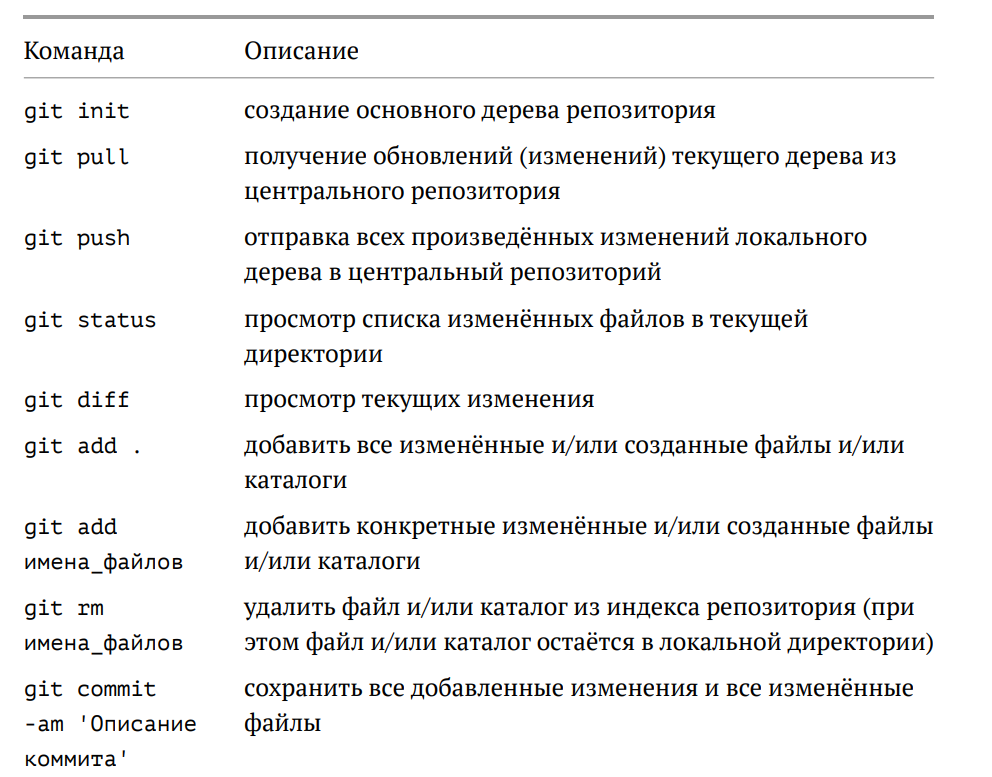 Команда Описание
git init создание основного дерева репозитория
git pull получение обновлений (изменений) текущего дерева из
центрального репозитория
git push отправка всех произведённых изменений локального
дерева в центральный репозиторий
git status просмотр списка изменённых файлов в текущей
директории
git diff просмотр текущих изменения
git add . добавить все изменённые и/или созданные файлы и/или
каталоги
git add добавить конкретные изменённые и/или созданные файлы
имена_файлов и/или каталоги
git rm удалить файл и/или каталог из индекса репозитория (при
имена_файлов этом файл и/или каталог остаётся в локальной директории)
git commit сохранить все добавленные изменения и все изменённые
-am 'Описание файлы
коммита'